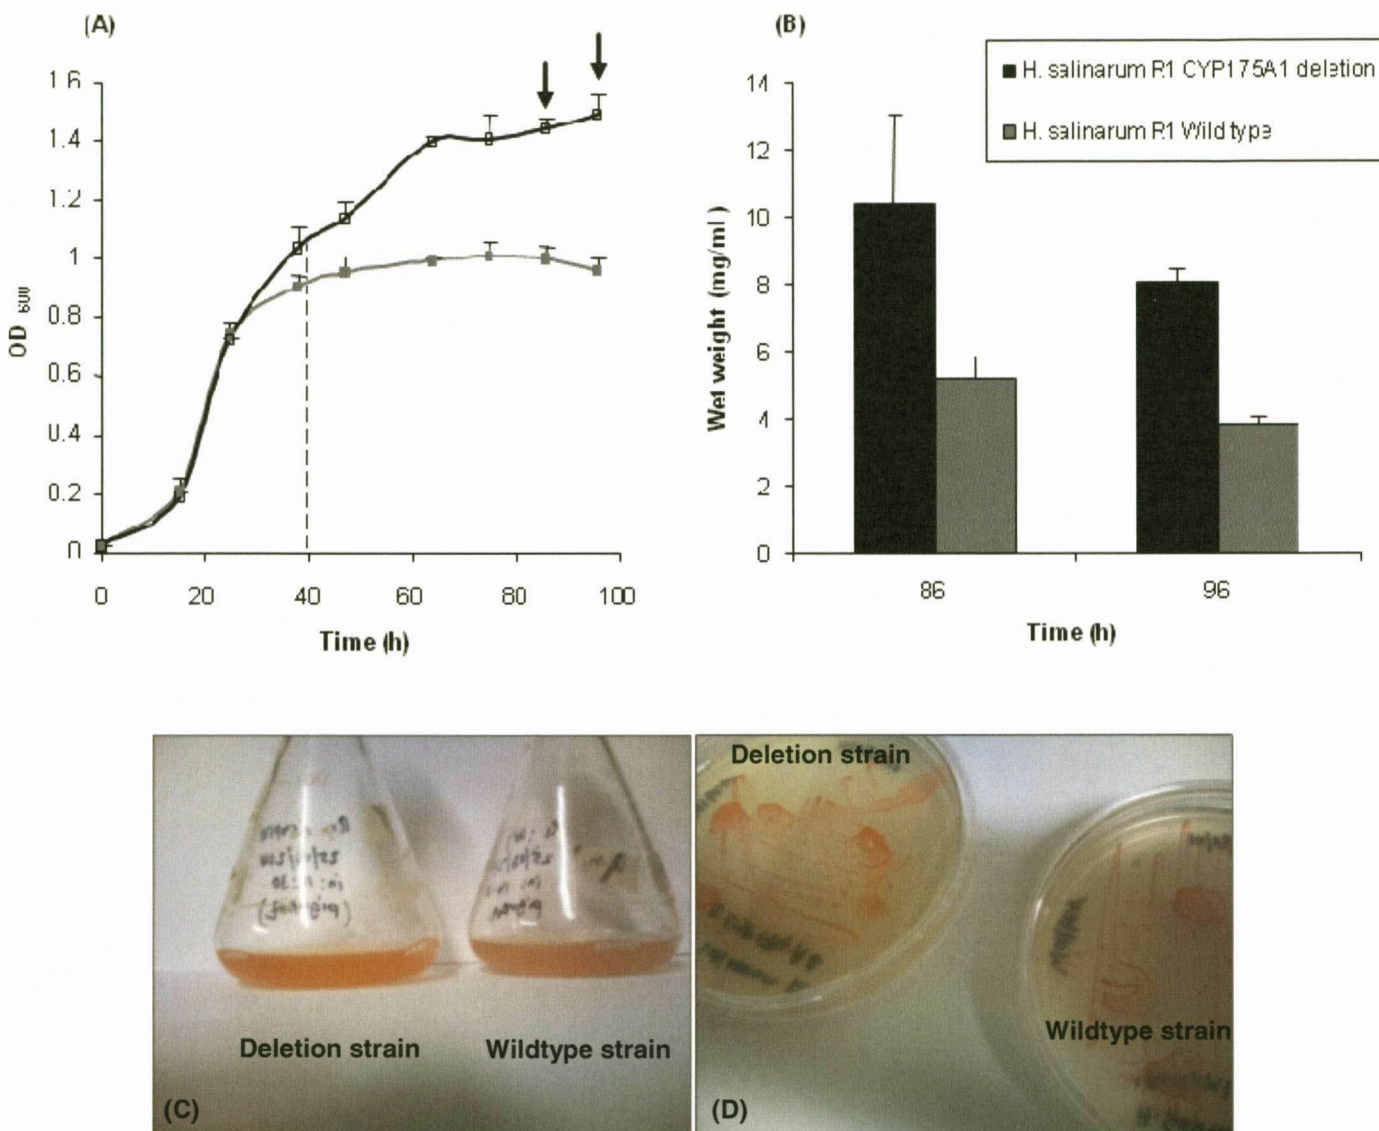 (A)
1.6
1.4
1.2
1
0.8
0.6
0.4
0.2
0
OD 600
0 20 40 60 80 100
Time (h)
(B)
H. salinarum R1 CYP175A1 deletion
H. salinarum R1 Wild type
14
12
10
8
6
4
2
0
Wet weight (mg/ml)
86 96
Time (h)
Deletion strain
Wildtype strain
(C)
Deletion strain
Wildtype strain
(D)